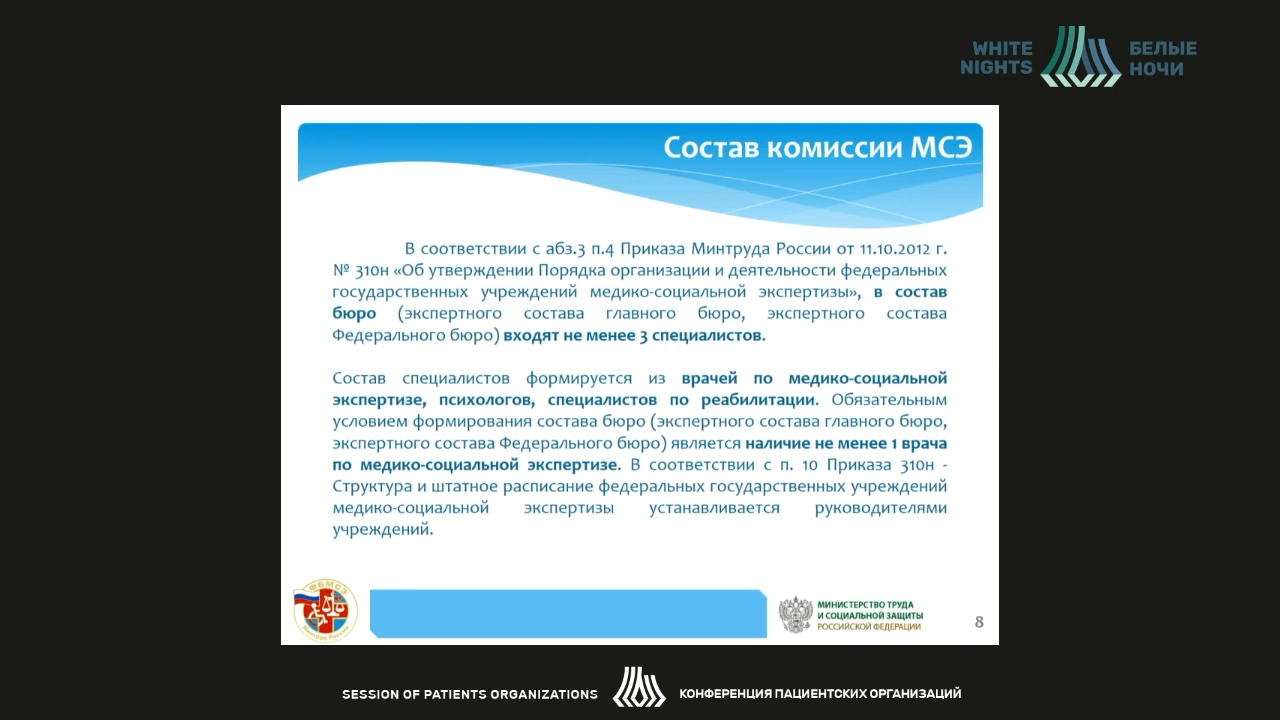 WHITE
NIGHTS
БЕЛЫЕ
НОЧИ
Состав комиссии МСЭ
В соответствии с абз.3 п.4 Приказа Минтруда России от 11.10.2012 г.
№ 310н «Об утверждении Порядка организации и деятельности федеральных
государственных учреждений медико-социальной экспертизы», в состав
бюро (экспертного состава главного бюро, экспертного состава
Федерального бюро) входят не менее 3 специалистов.
Состав специалистов формируется из врачей по медико-социальной
экспертизе, психологов, специалистов по реабилитации. Обязательным
условием формирования состава бюро (экспертного состава главного бюро,
экспертного состава Федерального бюро) является наличие не менее 1 врача
по медико-социальной экспертизе. В соответствии с п. 10 Приказа 310н -
Структура и штатное расписание федеральных государственных учреждений
медико-социальной экспертизы устанавливается руководителями
учреждений.
ФБМСЭ
Минтруда России
МИНИСТЕРСТВО ТРУДА
И СОЦИАЛЬНОЙ ЗАЩИТЫ
РОССИЙСКОЙ ФЕДЕРАЦИИ
8
SESSION OF PATIENTS ORGANIZATIONS
КОНФЕРЕНЦИЯ ПАЦИЕНТСКИХ ОРГАНИЗАЦИЙ